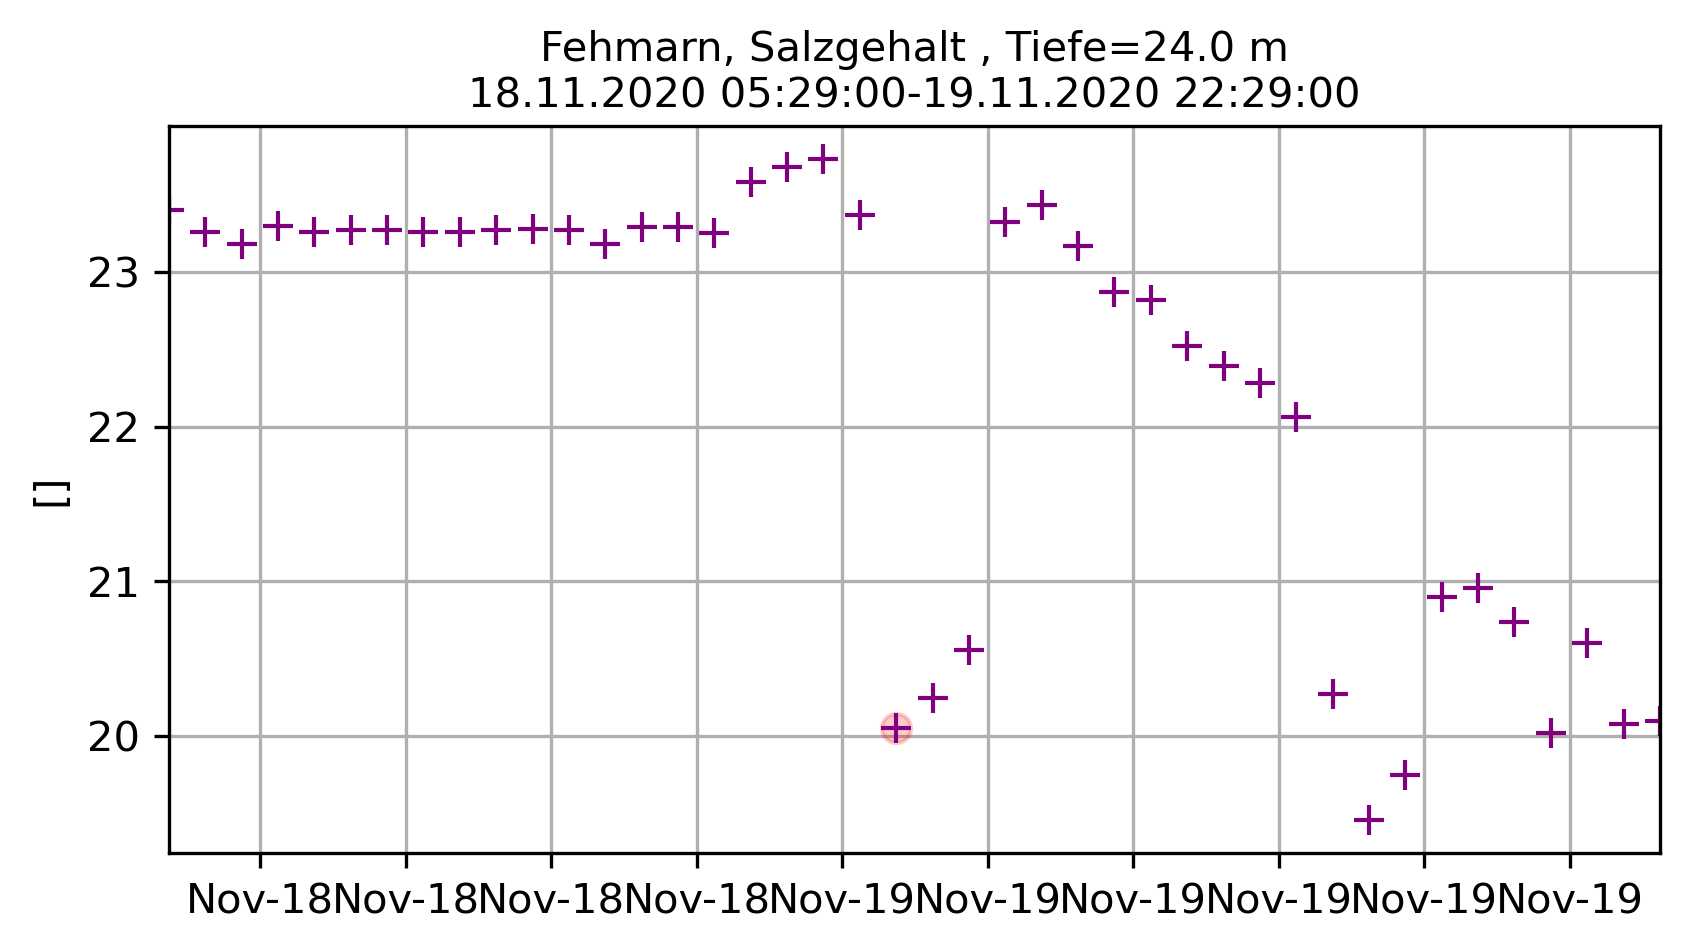 Fehmarn, Salzgehalt , Tiefe=24.0 m
18.11.2020 05:29:00-19.11.2020 22:29:00
23
22
21
20
[]
Nov-18Nov-18Nov-18Nov-18Nov-19Nov-19Nov-19Nov-19Nov-19Nov-19